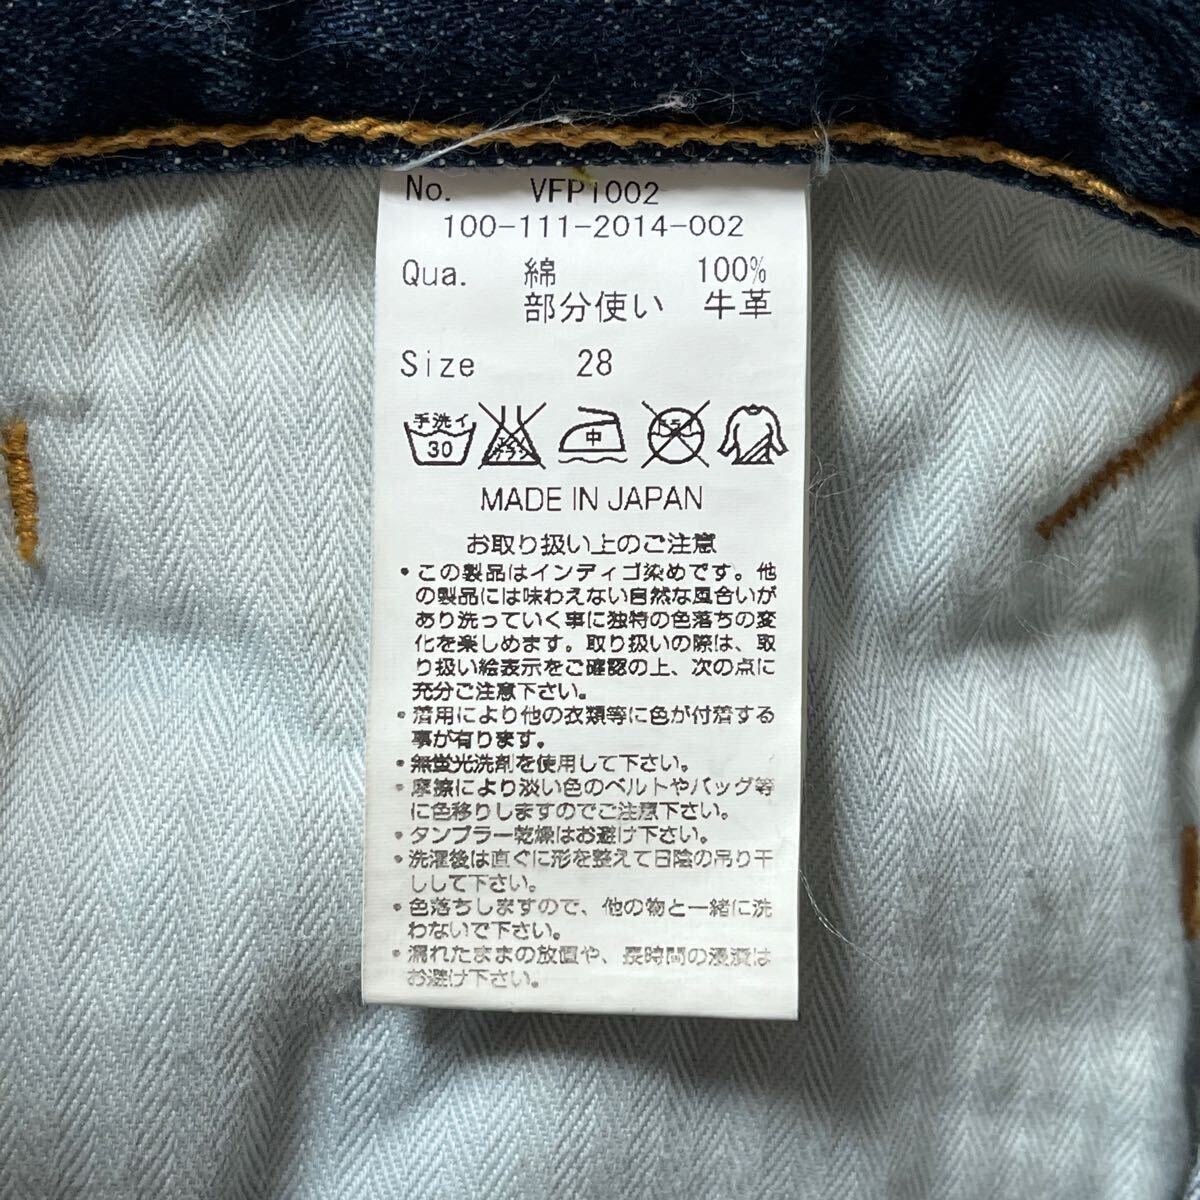 No. VFP1002
100-111-2014-002
Qua. 綿 100%
部分使い 牛革
Size 28
手洗イ
30
エンソ
サラシ
中
ドライ
MADE IN JAPAN
お取り扱い上のご注意
・この製品はインディゴ染めです。他
の製品には味わえない自然な風合いが
あり洗っていく事に独特の色落ちの変
化を楽しめます。取り扱いの際は、取
り扱い絵表示をご確認の上、次の点に
充分ご注意下さい。
・着用により他の衣類等に色が付着する
事が有ります。
・無蛍光洗剤を使用して下さい。
・摩擦により淡い色のベルトやバッグ等
に色移りしますのでご注意下さい。
・タンブラー乾燥はお避け下さい。
・洗濯後は直ぐに形を整えて日陰の吊り干
ししして下さい。
・色落ちしますので、他の物と一緒に洗
わないで下さい。
・濡れたままの放置や、長時間の浸漬は
お避け下さい。